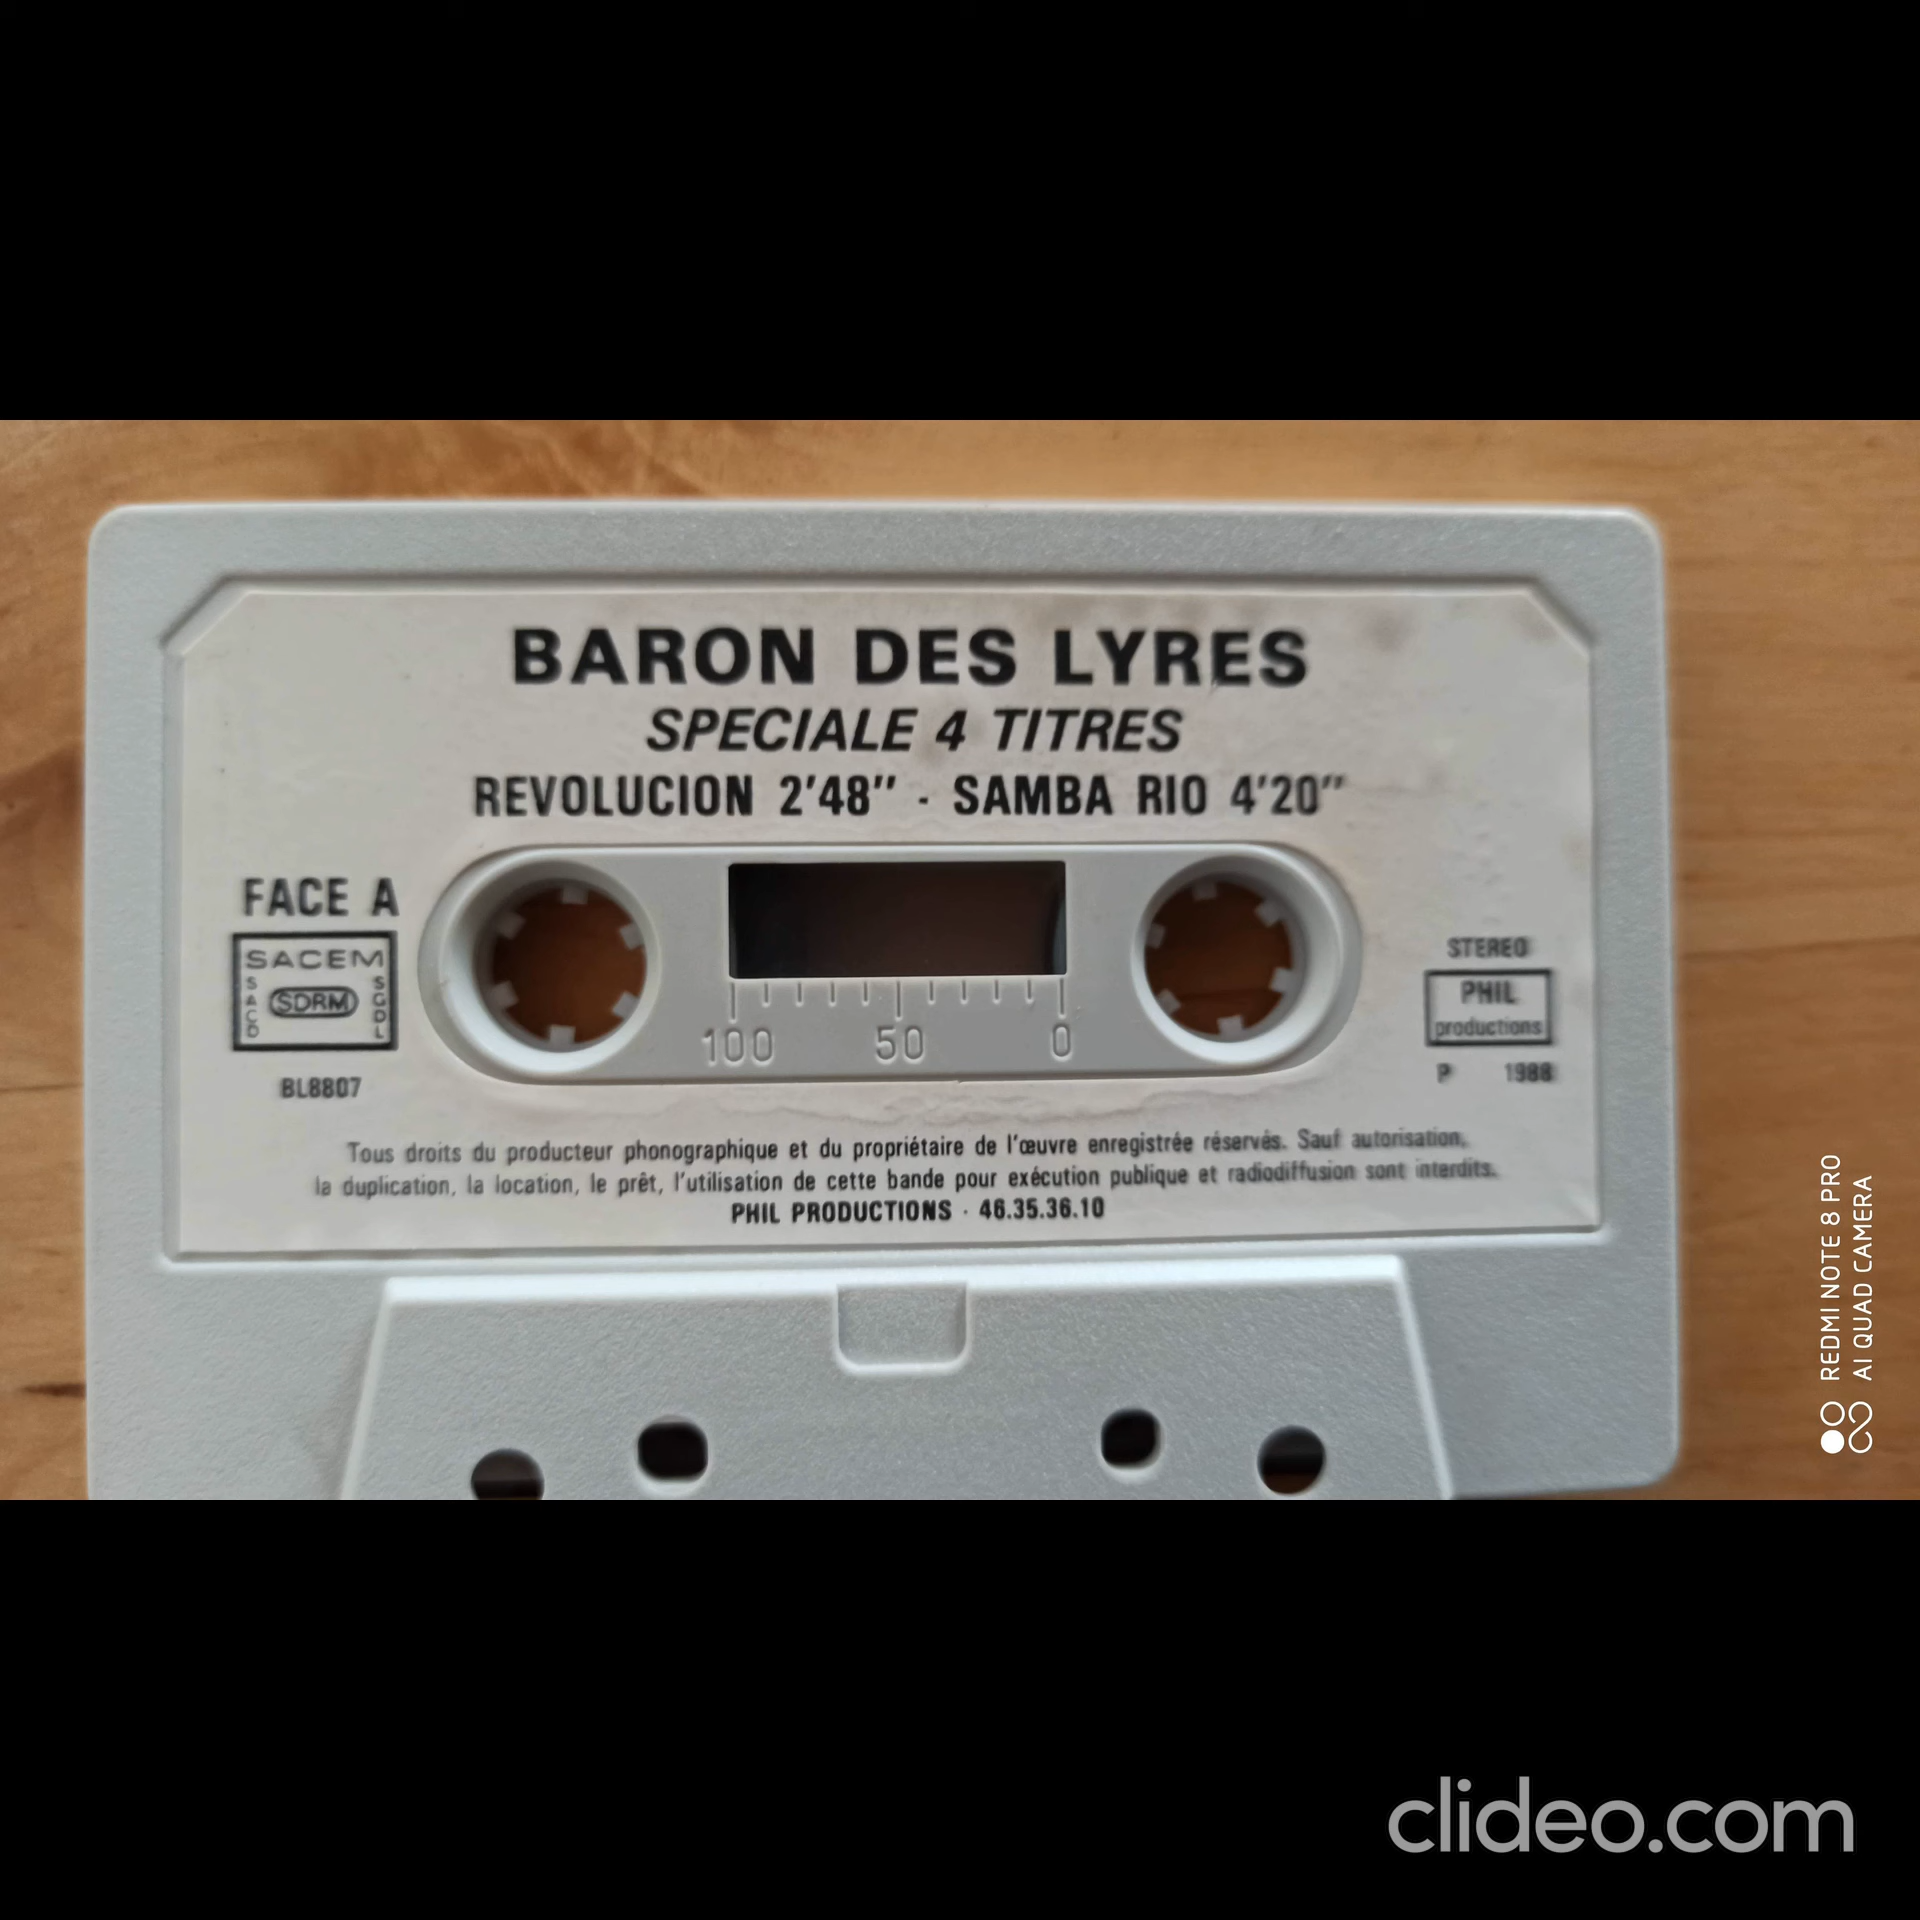 BARON DES LYRES
SPECIALE 4 TITRES
REVOLUCION 2'48" - SAMBA RIO 4'20"
FACE A
SACEM
SACD
SDRM
SGDL
BL8807
100 50 0
STEREO
PHIL
productions
P 1988
Tous droits du producteur phonographique et du propriétaire de l'œuvre enregistrée réservés. Sauf autorisation,
la duplication, la location, le prêt, l'utilisation de cette bande pour exécution publique et radiodiffusion sont interdits.
PHIL PRODUCTIONS · 46.35.36.10
REDMI NOTE 8 PRO
AI QUAD CAMERA
clideo.com